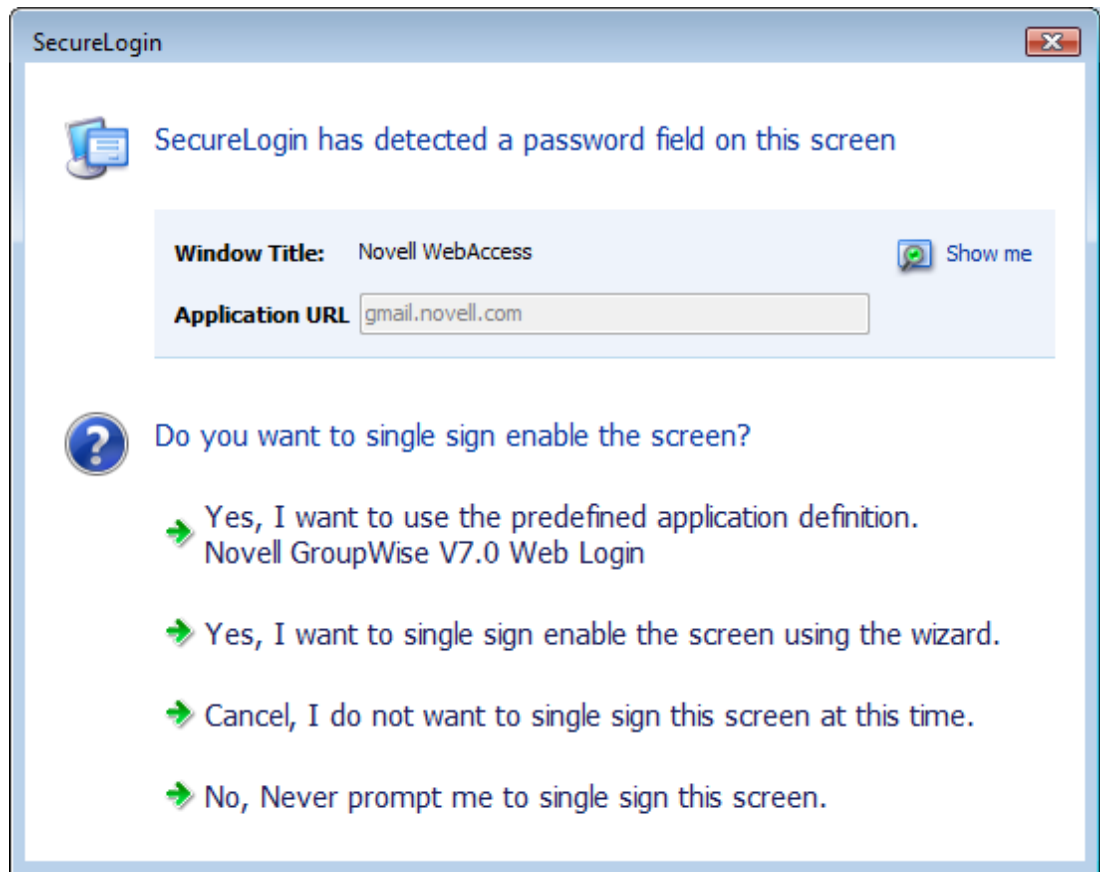 SecureLogin
SecureLogin has detected a password field on this screen
Window Title: Novell WebAccess Show me
Application URL gmail.novell.com
Do you want to single sign enable the screen?
Yes, I want to use the predefined application definition.
Novell GroupWise V7.0 Web Login
Yes, I want to single sign enable the screen using the wizard.
Cancel, I do not want to single sign this screen at this time.
No, Never prompt me to single sign this screen.